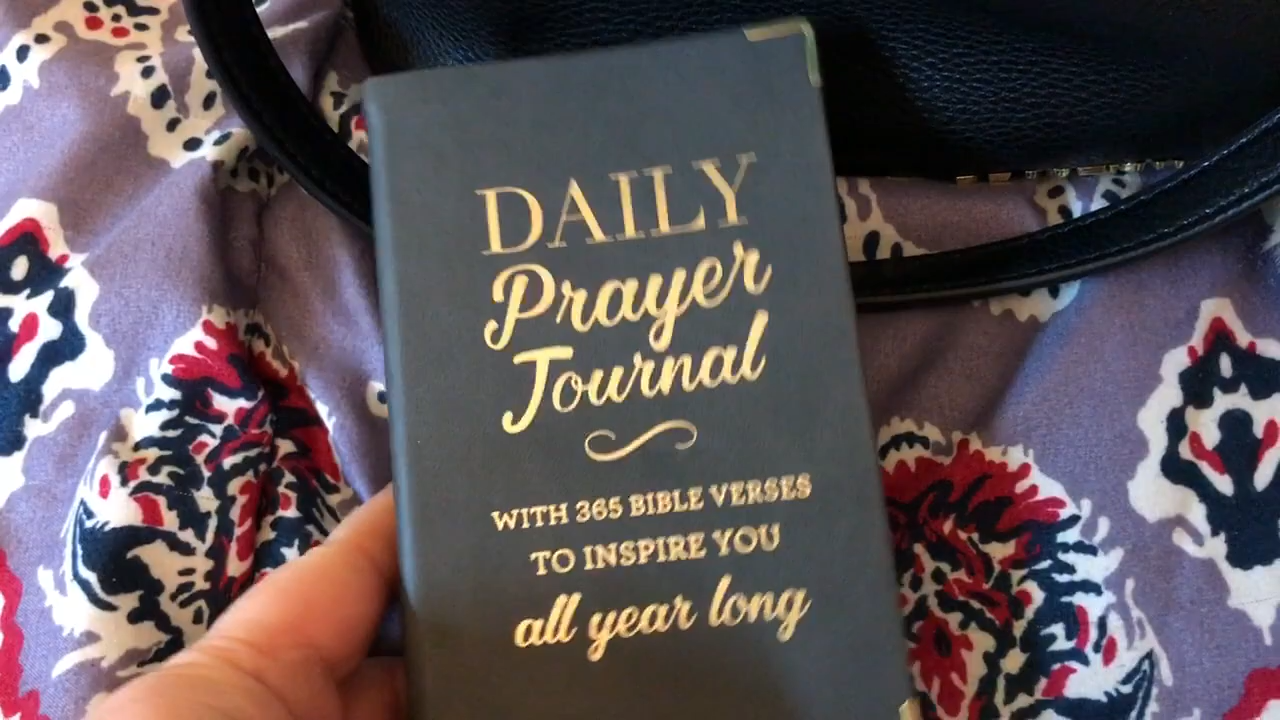 DAILY
Prayer
Journal
WITH 365 BIBLE VERSES
TO INSPIRE YOU
all year long